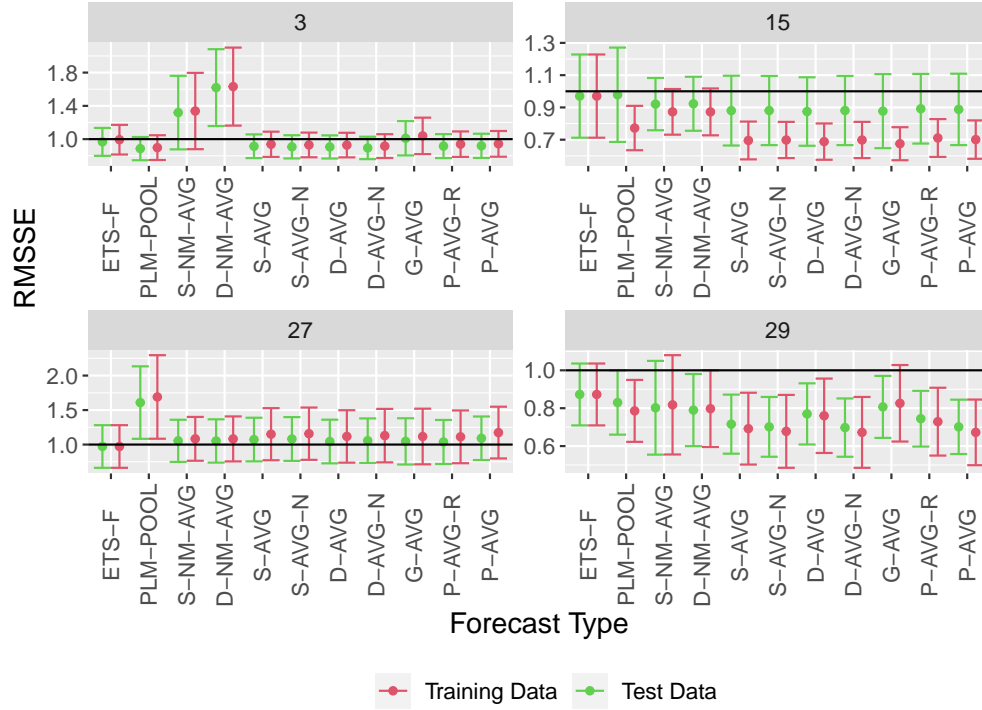 3
15
1.8
1.4
1.0
1.3
1.1
0.9
0.7
ETS−F
PLM−POOL
S−NM−AVG
D−NM−AVG
S−AVG
S−AVG−N
D−AVG
D−AVG−N
G−AVG
P−AVG−R
P−AVG
ETS−F
PLM−POOL
S−NM−AVG
D−NM−AVG
S−AVG
S−AVG−N
D−AVG
D−AVG−N
G−AVG
P−AVG−R
P−AVG
RMSSE
27
29
2.0
1.5
1.0
1.0
0.8
0.6
ETS−F
PLM−POOL
S−NM−AVG
D−NM−AVG
S−AVG
S−AVG−N
D−AVG
D−AVG−N
G−AVG
P−AVG−R
P−AVG
ETS−F
PLM−POOL
S−NM−AVG
D−NM−AVG
S−AVG
S−AVG−N
D−AVG
D−AVG−N
G−AVG
P−AVG−R
P−AVG
Forecast Type
Training Data
Test Data